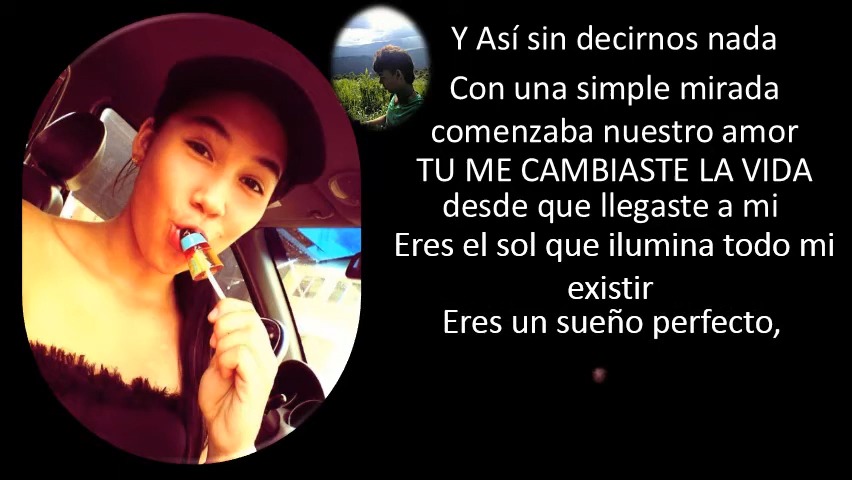 Y Así sin decirnos nada
Con una simple mirada
comenzaba nuestro amor
TU ME CAMBIASTE LA VIDA
desde que llegaste a mi
Eres el sol que ilumina todo mi
existir
Eres un sueño perfecto,